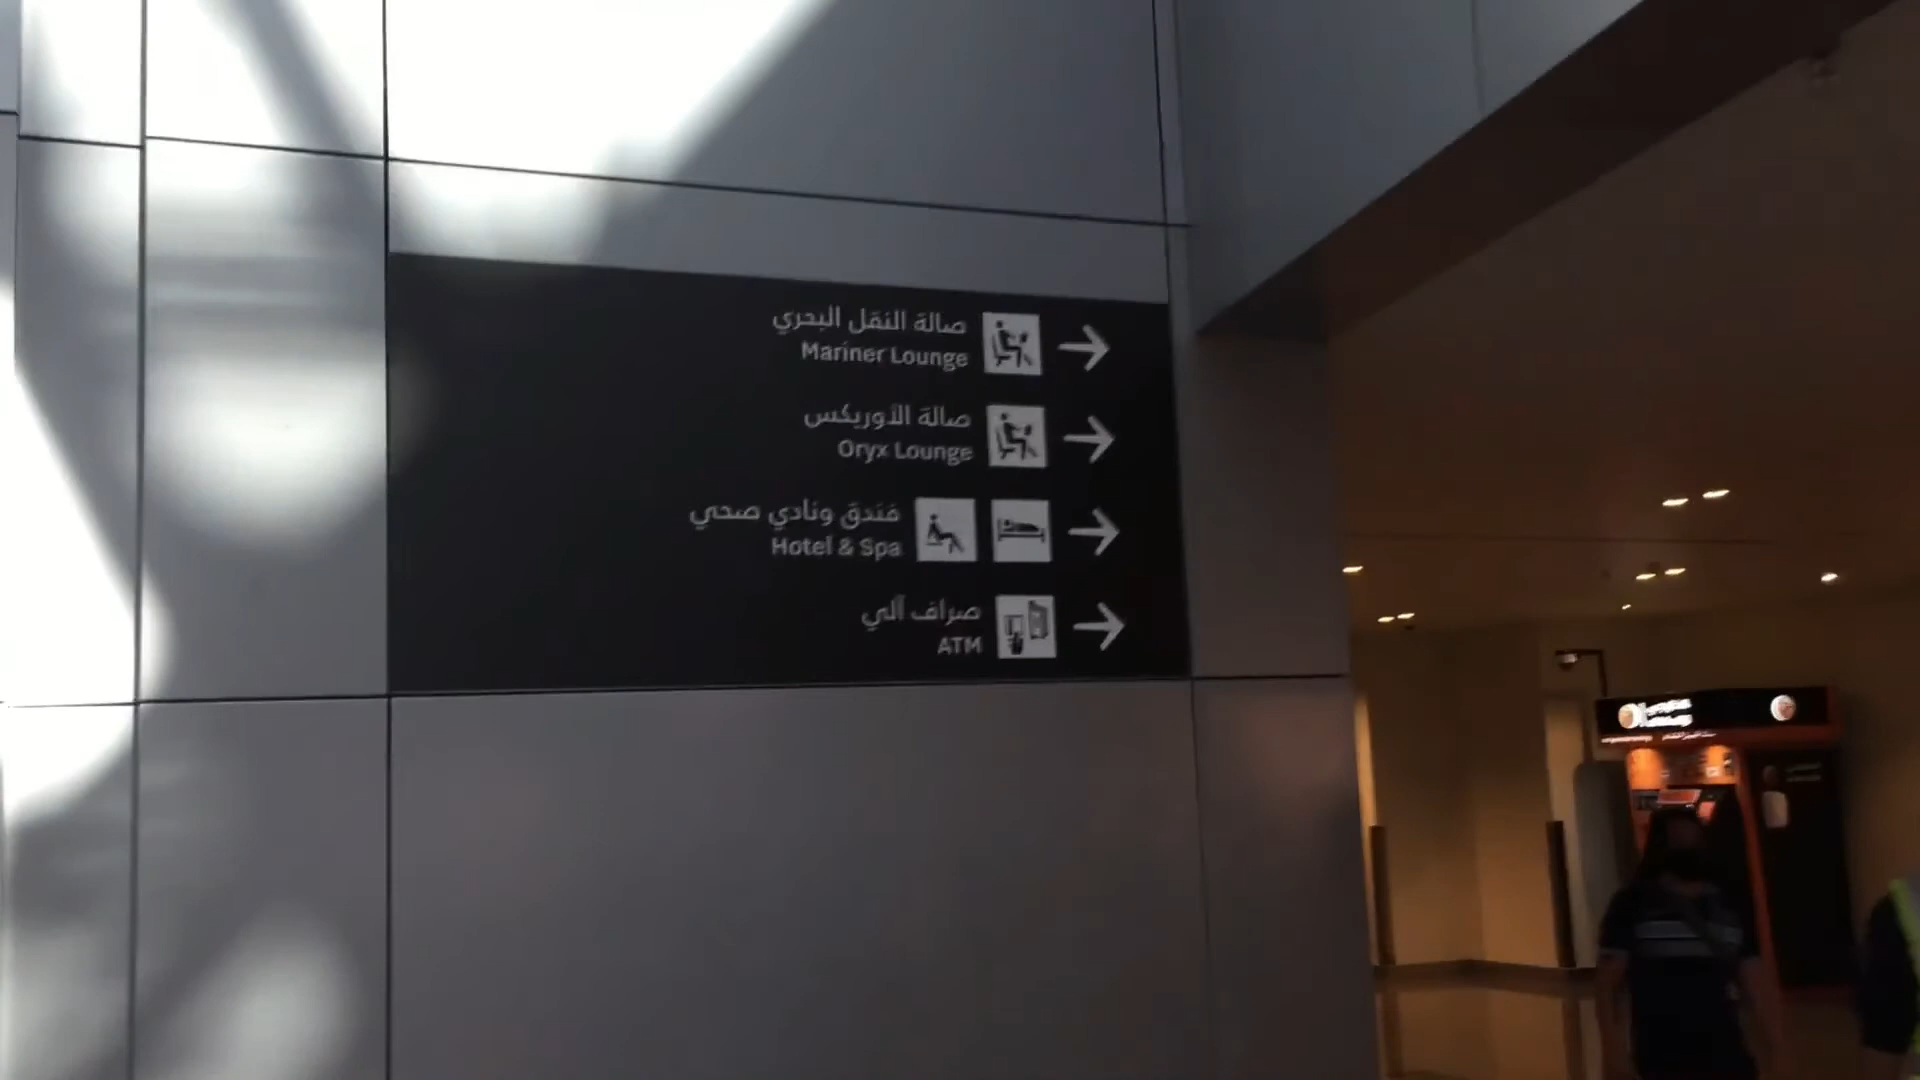 صالة النقل البحري
Mariner Lounge
صالة الأوريكس
Oryx Lounge
فندق ونادي صحي
Hotel & Spa
صراف آلي
ATM